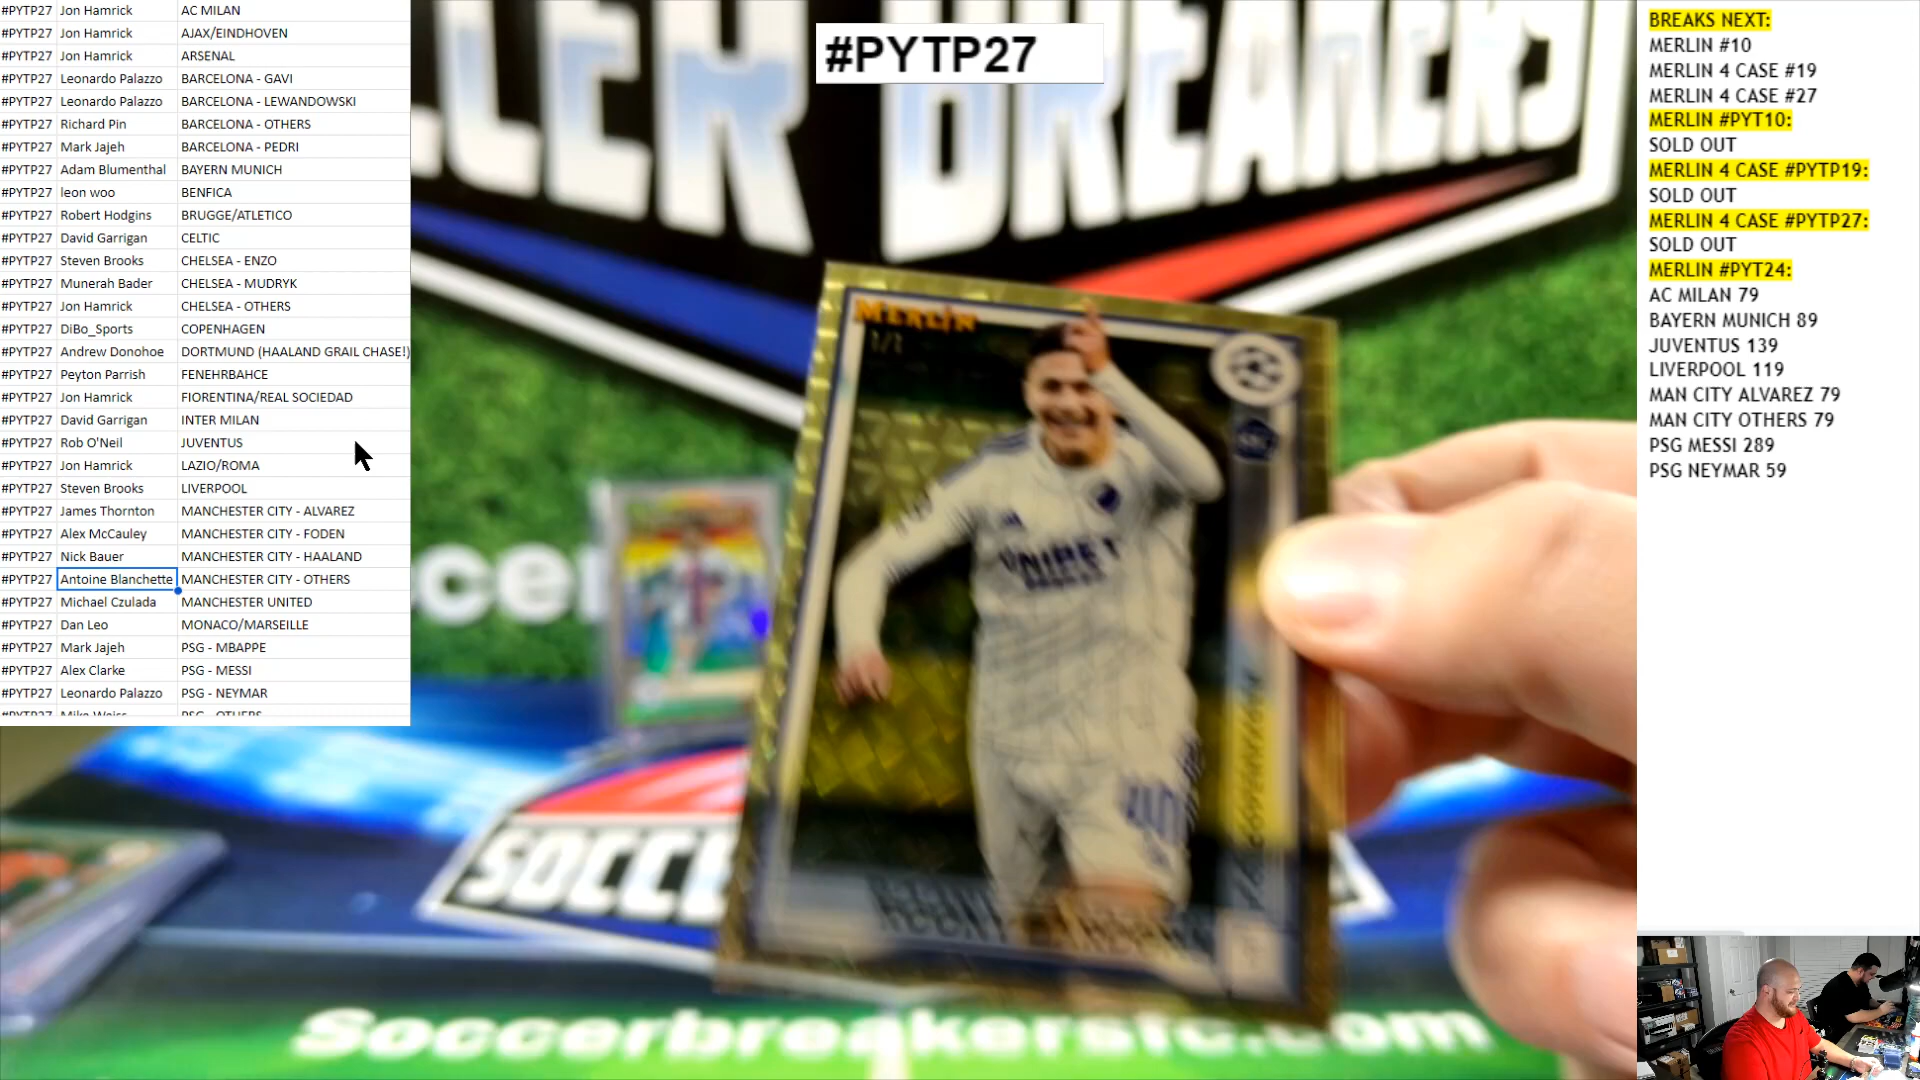 #PYTP27 Jon Hamrick AC MILAN
#PYTP27 Jon Hamrick AJAX/EINDHOVEN
#PYTP27 Jon Hamrick ARSENAL
#PYTP27 Leonardo Palazzo BARCELONA - GAVI
#PYTP27 Leonardo Palazzo BARCELONA - LEWANDOWSKI
#PYTP27 Richard Pin BARCELONA - OTHERS
#PYTP27 Mark Jajeh BARCELONA - PEDRI
#PYTP27 Adam Blumenthal BAYERN MUNICH
#PYTP27 leon woo BENFICA
#PYTP27 Robert Hodgins BRUGGE/ATLETICO
#PYTP27 David Garrigan CELTIC
#PYTP27 Steven Brooks CHELSEA - ENZO
#PYTP27 Munerah Bader CHELSEA - MUDRYK
#PYTP27 Jon Hamrick CHELSEA - OTHERS
#PYTP27 DiBo_Sports COPENHAGEN
#PYTP27 Andrew Donohoe DORTMUND (HAALAND GRAIL CHASE!)
#PYTP27 Peyton Parrish FENEHRBAHCE
#PYTP27 Jon Hamrick FIORENTINA/REAL SOCIEDAD
#PYTP27 David Garrigan INTER MILAN
#PYTP27 Rob O'Neil JUVENTUS
#PYTP27 Jon Hamrick LAZIO/ROMA
#PYTP27 Steven Brooks LIVERPOOL
#PYTP27 James Thornton MANCHESTER CITY - ALVAREZ
#PYTP27 Alex McCauley MANCHESTER CITY - FODEN
#PYTP27 Nick Bauer MANCHESTER CITY - HAALAND
#PYTP27 Antoine Blanchette MANCHESTER CITY - OTHERS
#PYTP27 Michael Czulada MANCHESTER UNITED
#PYTP27 Dan Leo MONACO/MARSEILLE
#PYTP27 Mark Jajeh PSG - MBAPPE
#PYTP27 Alex Clarke PSG - MESSI
#PYTP27 Leonardo Palazzo PSG - NEYMAR
#PYTP27 Mike Weiss PSG - OTHERS
#PYTP27
BREAKERS
MERLIN
1/1
UNIBET
40
SOCCE
Soccerbreakersfc.com
BREAKS NEXT:
MERLIN #10
MERLIN 4 CASE #19
MERLIN 4 CASE #27
MERLIN #PYT10:
SOLD OUT
MERLIN 4 CASE #PYTP19:
SOLD OUT
MERLIN 4 CASE #PYTP27:
SOLD OUT
MERLIN #PYT24:
AC MILAN 79
BAYERN MUNICH 89
JUVENTUS 139
LIVERPOOL 119
MAN CITY ALVAREZ 79
MAN CITY OTHERS 79
PSG MESSI 289
PSG NEYMAR 59